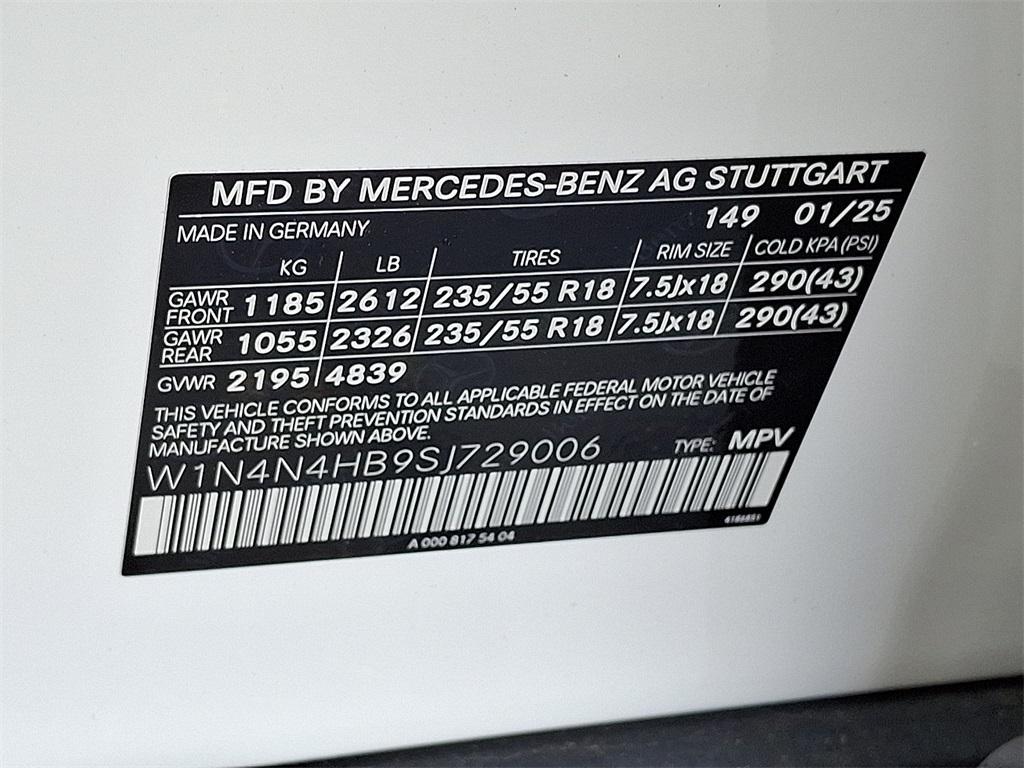 MFD BY MERCEDES-BENZ AG STUTTGART
MADE IN GERMANY 149 01/25
KG LB TIRES RIM SIZE COLD KPA (PSI)
GAWR FRONT 1185 2612 235/55 R18 7.5Jx18 290(43)
GAWR REAR 1055 2326 235/55 R18 7.5Jx18 290(43)
GVWR 2195 4839
THIS VEHICLE CONFORMS TO ALL APPLICABLE FEDERAL MOTOR VEHICLE
SAFETY AND THEFT PREVENTION STANDARDS IN EFFECT ON THE DATE OF
MANUFACTURE SHOWN ABOVE.
W1N4N4HB9SJ729006 TYPE: MPV
A 000 817 54 04